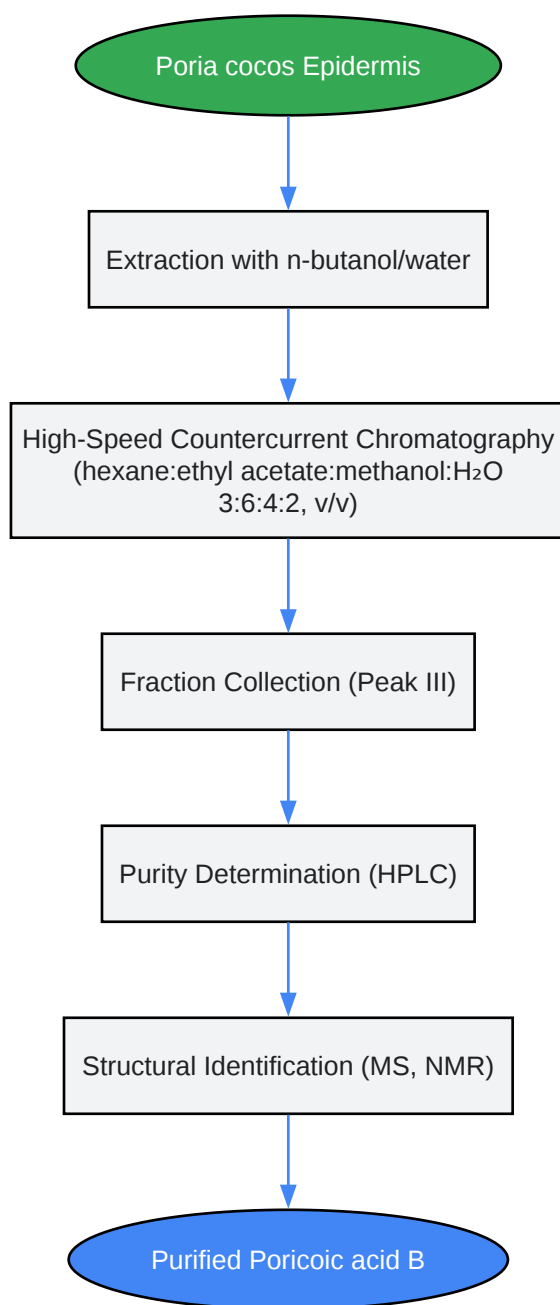 Poria cocos Epidermis
Extraction with n-butanol/water
High-Speed Countercurrent Chromatography
(hexane:ethyl acetate:methanol:H₂O
3:6:4:2, v/v)
Fraction Collection (Peak III)
Purity Determination (HPLC)
Structural Identification (MS, NMR)
Purified Poricoic acid B